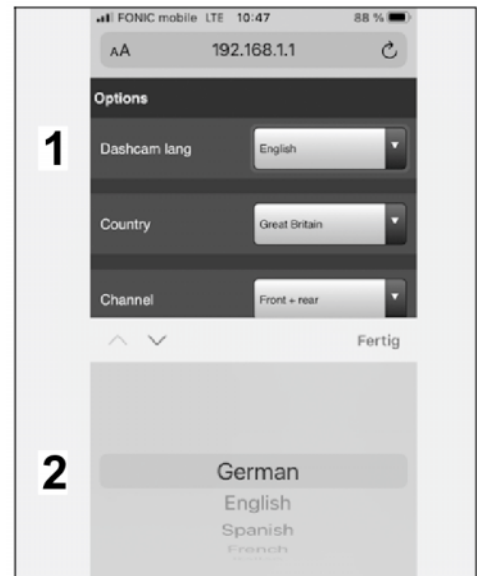 FONIC mobile LTE 10:47 88 %
AA 192.168.1.1
Options
1 Dashcam lang English
Country Great Britain
Channel Front + rear
Fertig
2 German
English
Spanish
French